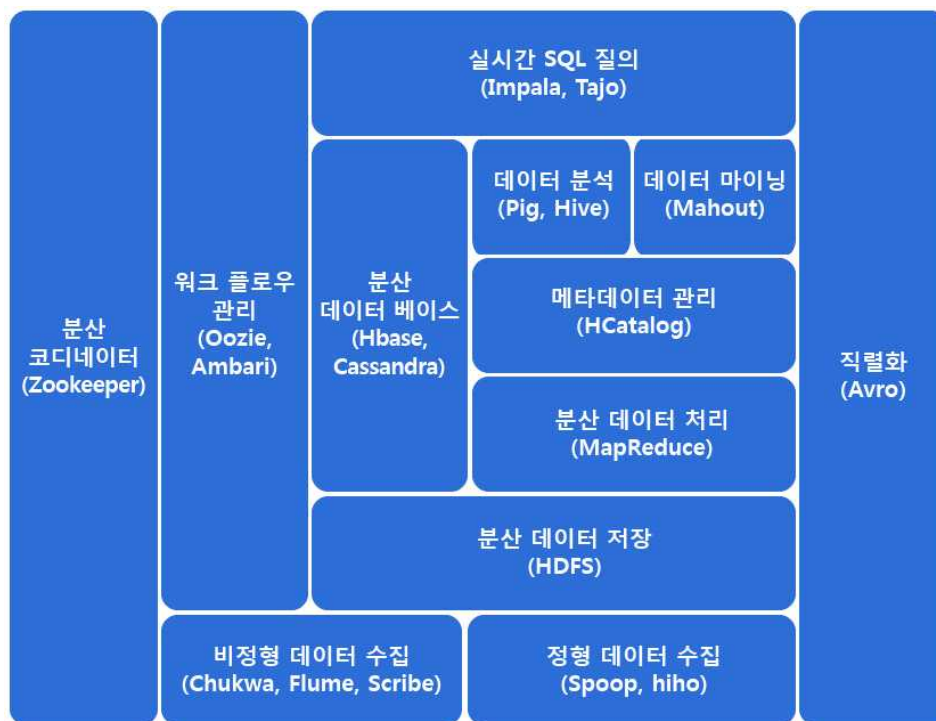 실시간 SQL 질의
(Impala, Tajo)
데이터 분석
(Pig, Hive)
데이터 마이닝
(Mahout)
워크 플로우
관리
(Oozie,
Ambari)
분산
데이터 베이스
(Hbase,
Cassandra)
메타데이터 관리
(HCatalog)
분산
코디네이터
(Zookeeper)
직렬화
(Avro)
분산 데이터 처리
(MapReduce)
분산 데이터 저장
(HDFS)
비정형 데이터 수집
(Chukwa, Flume, Scribe)
정형 데이터 수집
(Spoop, hiho)